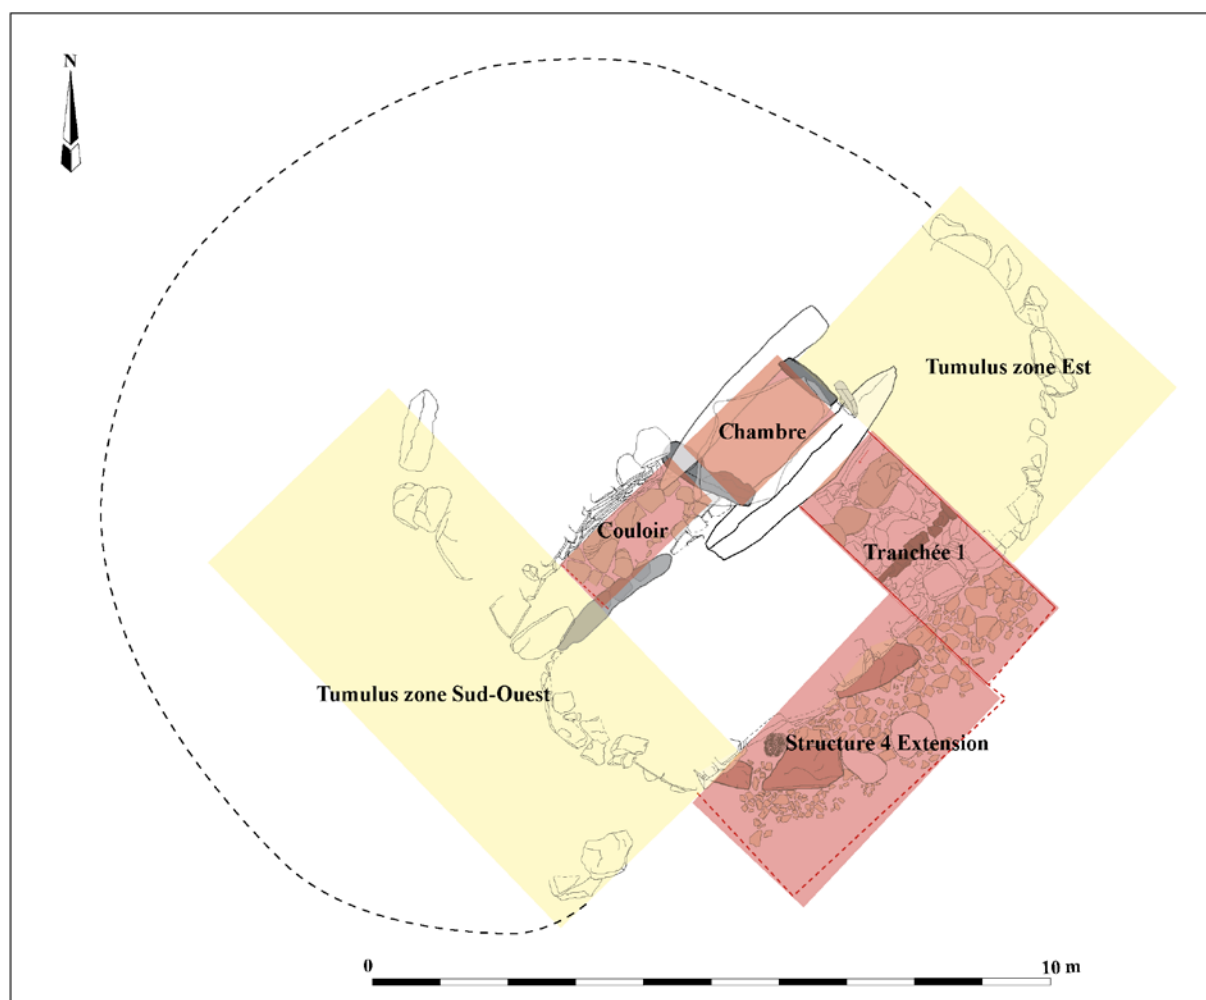 N
Tumulus zone Est
Chambre
Couloir
Tranchée 1
Tumulus zone Sud-Ouest
Structure 4 Extension
0
10 m